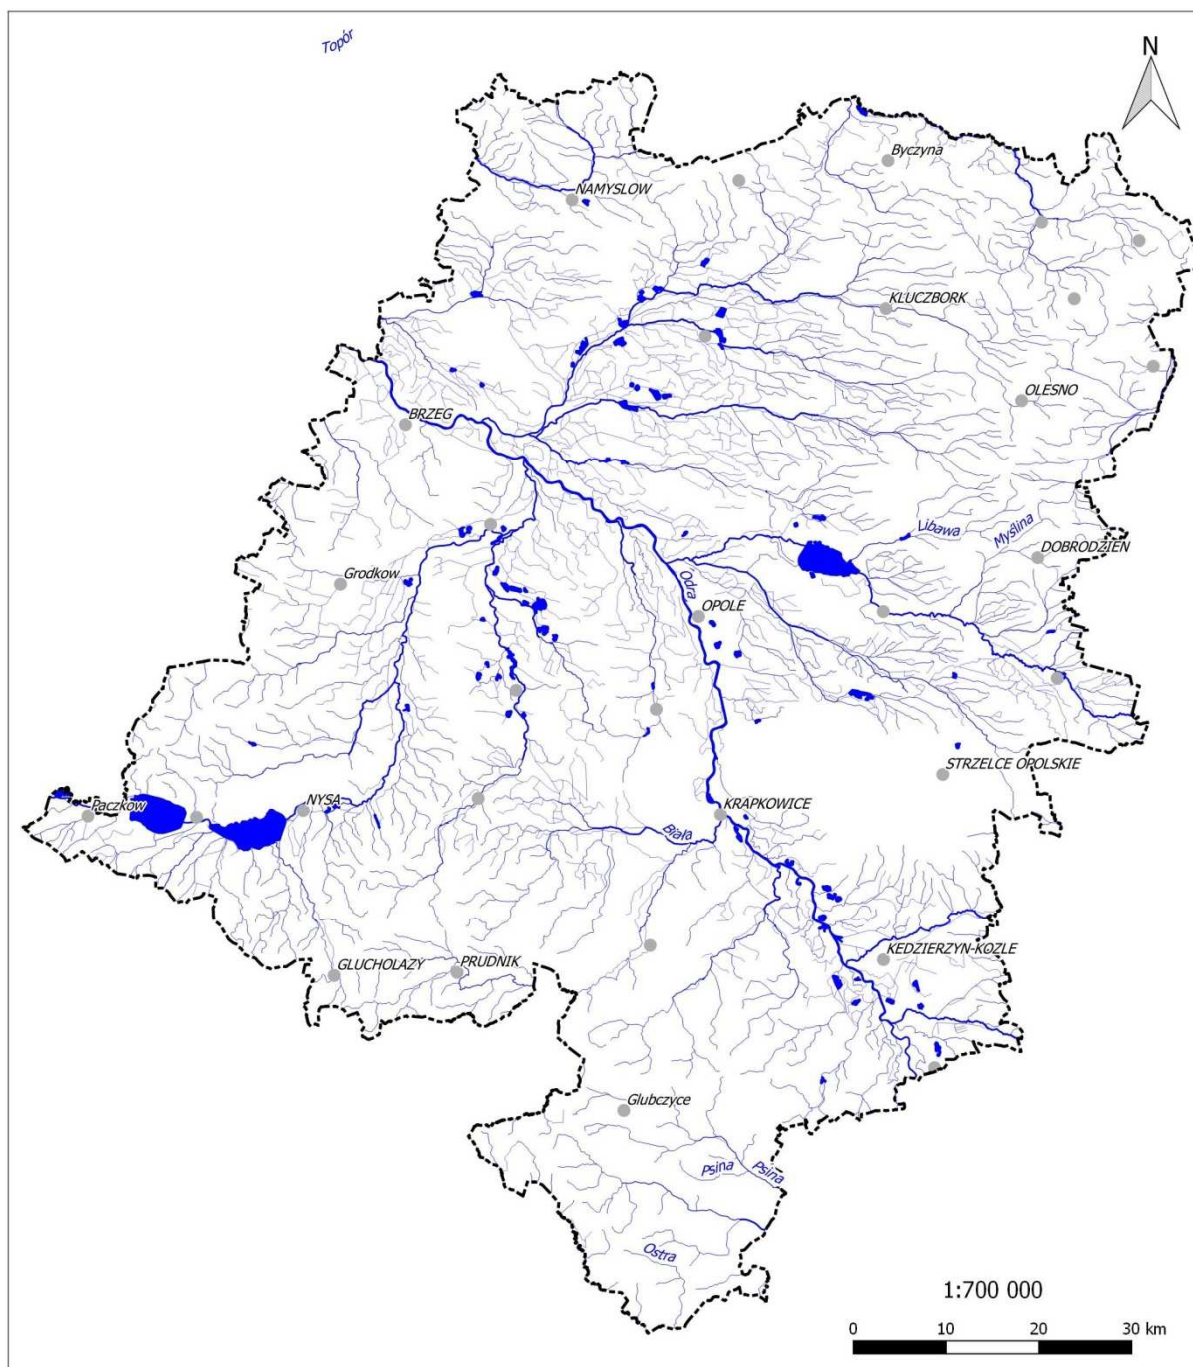 Topór
N
Byczyna
NAMYSLOW
KLUCZBORK
OLESNO
BRZEG
Libawa
Myślina
DOBRODZIEN
Grodkow
Odra
OPOLE
STRZELCE OPOLSKIE
Paczkow
NYSA
KRAPKOWICE
Biała
KEDZIERZYN-KOZLE
GLUCHOLAZY
PRUDNIK
Glubczyce
Psina
Psina
Ostra
1:700 000
0 10 20 30 km